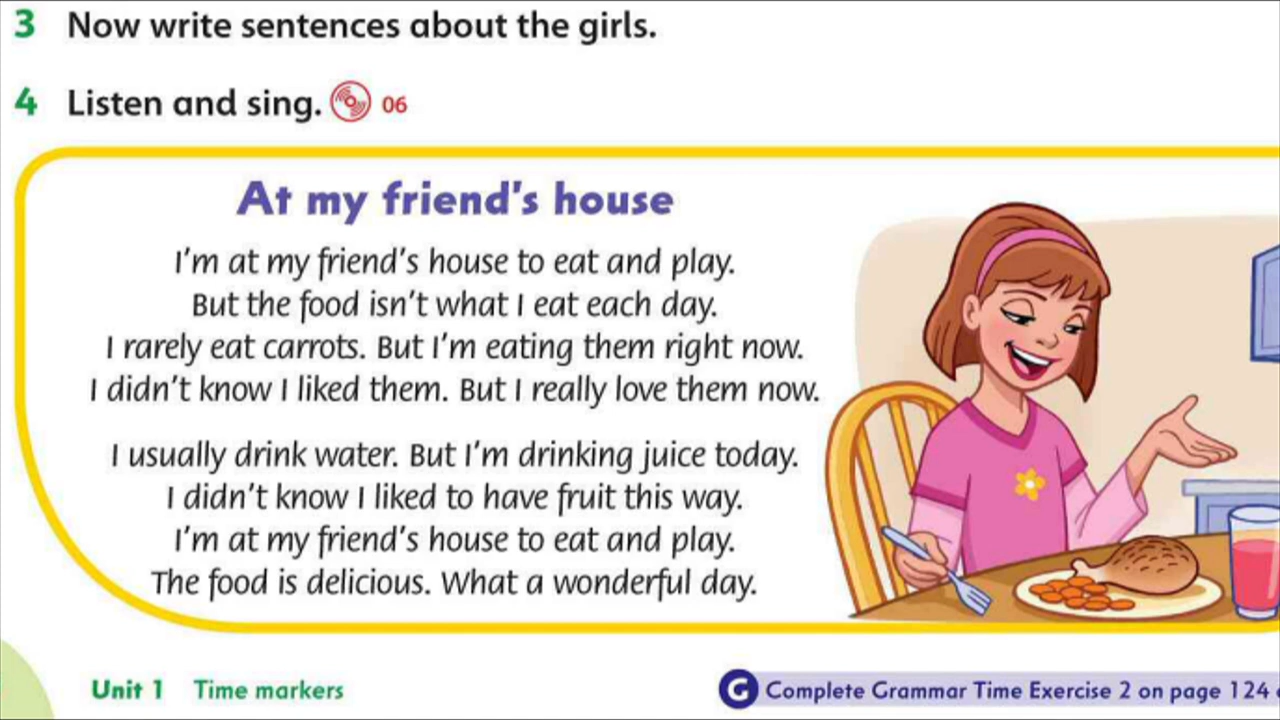 3 Now write sentences about the girls.
4 Listen and sing. 06
At my friend's house
I'm at my friend's house to eat and play.
But the food isn't what I eat each day.
I rarely eat carrots. But I'm eating them right now.
I didn't know I liked them. But I really love them now.
I usually drink water. But I'm drinking juice today.
I didn't know I liked to have fruit this way.
I'm at my friend's house to eat and play.
The food is delicious. What a wonderful day.
Unit 1 Time markers
G Complete Grammar Time Exercise 2 on page 124